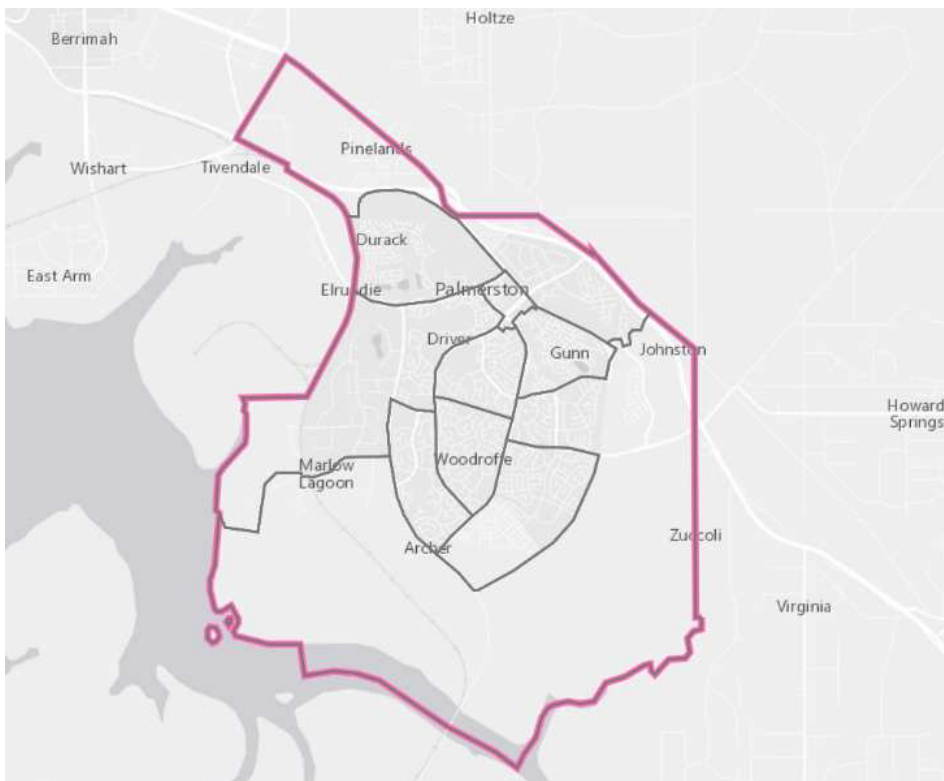 Holtze
Berrimah
Pinelands
Wishart
Tivendale
Durack
East Arm
Elrundie
Palmerston
Driver
Gunn
Johnston
Howard
Springs
Marlow
Lagoon
Woodroffe
Archer
Zuccoli
Virginia